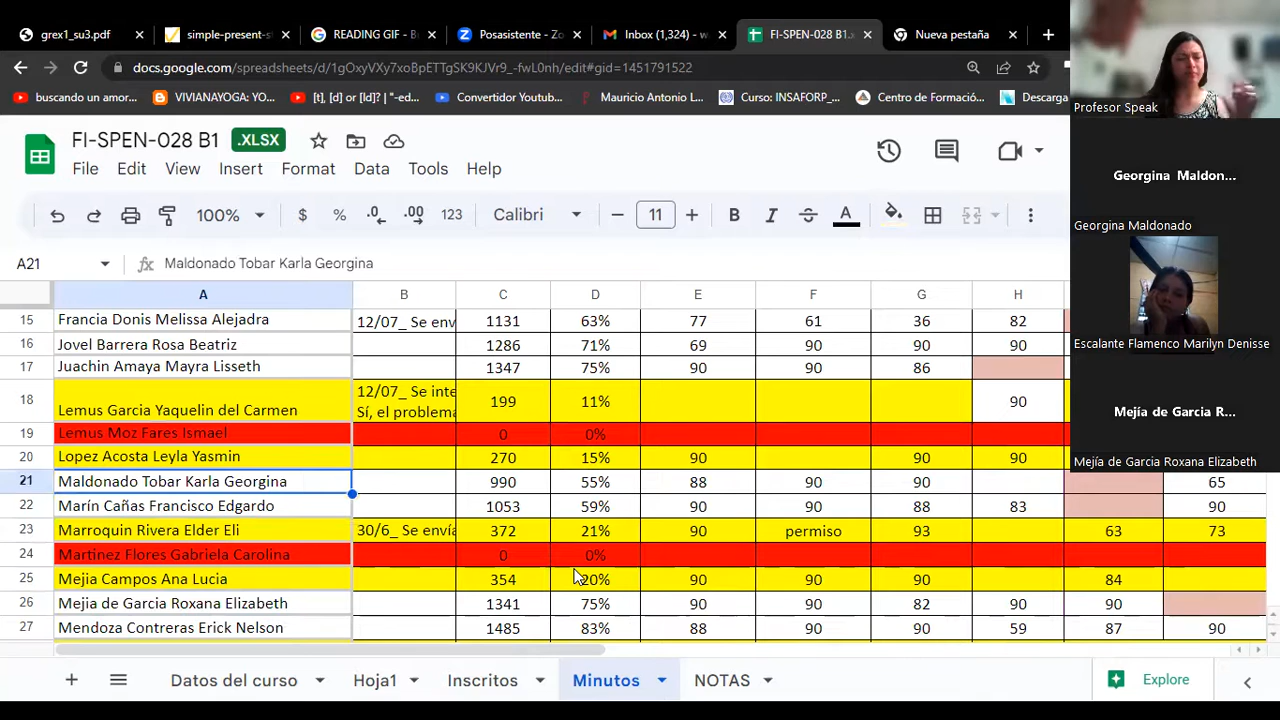 grex1_su3.pdf
simple-present-s
READING GIF - B
Posasistente - Zo
Inbox (1,324) - w
FI-SPEN-028 B1.x
Nueva pestaña
docs.google.com/spreadsheets/d/1gOxyVXy7xoBpETTgSK9KJV9_-fwL0nh/edit#gid=1451791522
buscando un amor...
VIVIANAYOGA: YO...
[t], [d] or [Id]? | "-ed...
Convertidor Youtub...
Mauricio Antonio L...
Curso: INSAFORP_...
Centro de Formació...
Descarga
FI-SPEN-028 B1 .XLSX
File Edit View Insert Format Data Tools Help
100% $ % .0 .00 123 Calibri 11 B I S A
A21 fx Maldonado Tobar Karla Georgina
A B C D E F G H
15 Francia Donis Melissa Alejadra 12/07_ Se env 1131 63% 77 61 36 82
16 Jovel Barrera Rosa Beatriz 1286 71% 69 90 90 90
17 Juachin Amaya Mayra Lisseth 1347 75% 90 90 86
18 Lemus Garcia Yaquelin del Carmen 12/07_ Se inte 199 11% 90
Sí, el problema
19 Lemus Moz Fares Ismael 0 0%
20 Lopez Acosta Leyla Yasmin 270 15% 90 90 90
21 Maldonado Tobar Karla Georgina 990 55% 88 90 90 65
22 Marín Cañas Francisco Edgardo 1053 59% 90 90 88 83 90
23 Marroquin Rivera Elder Eli 30/6_ Se envía 372 21% 90 permiso 93 63 73
24 Martinez Flores Gabriela Carolina 0 0%
25 Mejia Campos Ana Lucia 354 20% 90 90 90 84
26 Mejia de Garcia Roxana Elizabeth 1341 75% 90 90 82 90 90
27 Mendoza Contreras Erick Nelson 1485 83% 88 90 90 59 87 90
Datos del curso Hoja1 Inscritos Minutos NOTAS Explore
Profesor Speak
Georgina Maldon...
Georgina Maldonado
Escalante Flamenco Marilyn Denisse
Mejía de Garcia R...
Mejía de Garcia Roxana Elizabeth